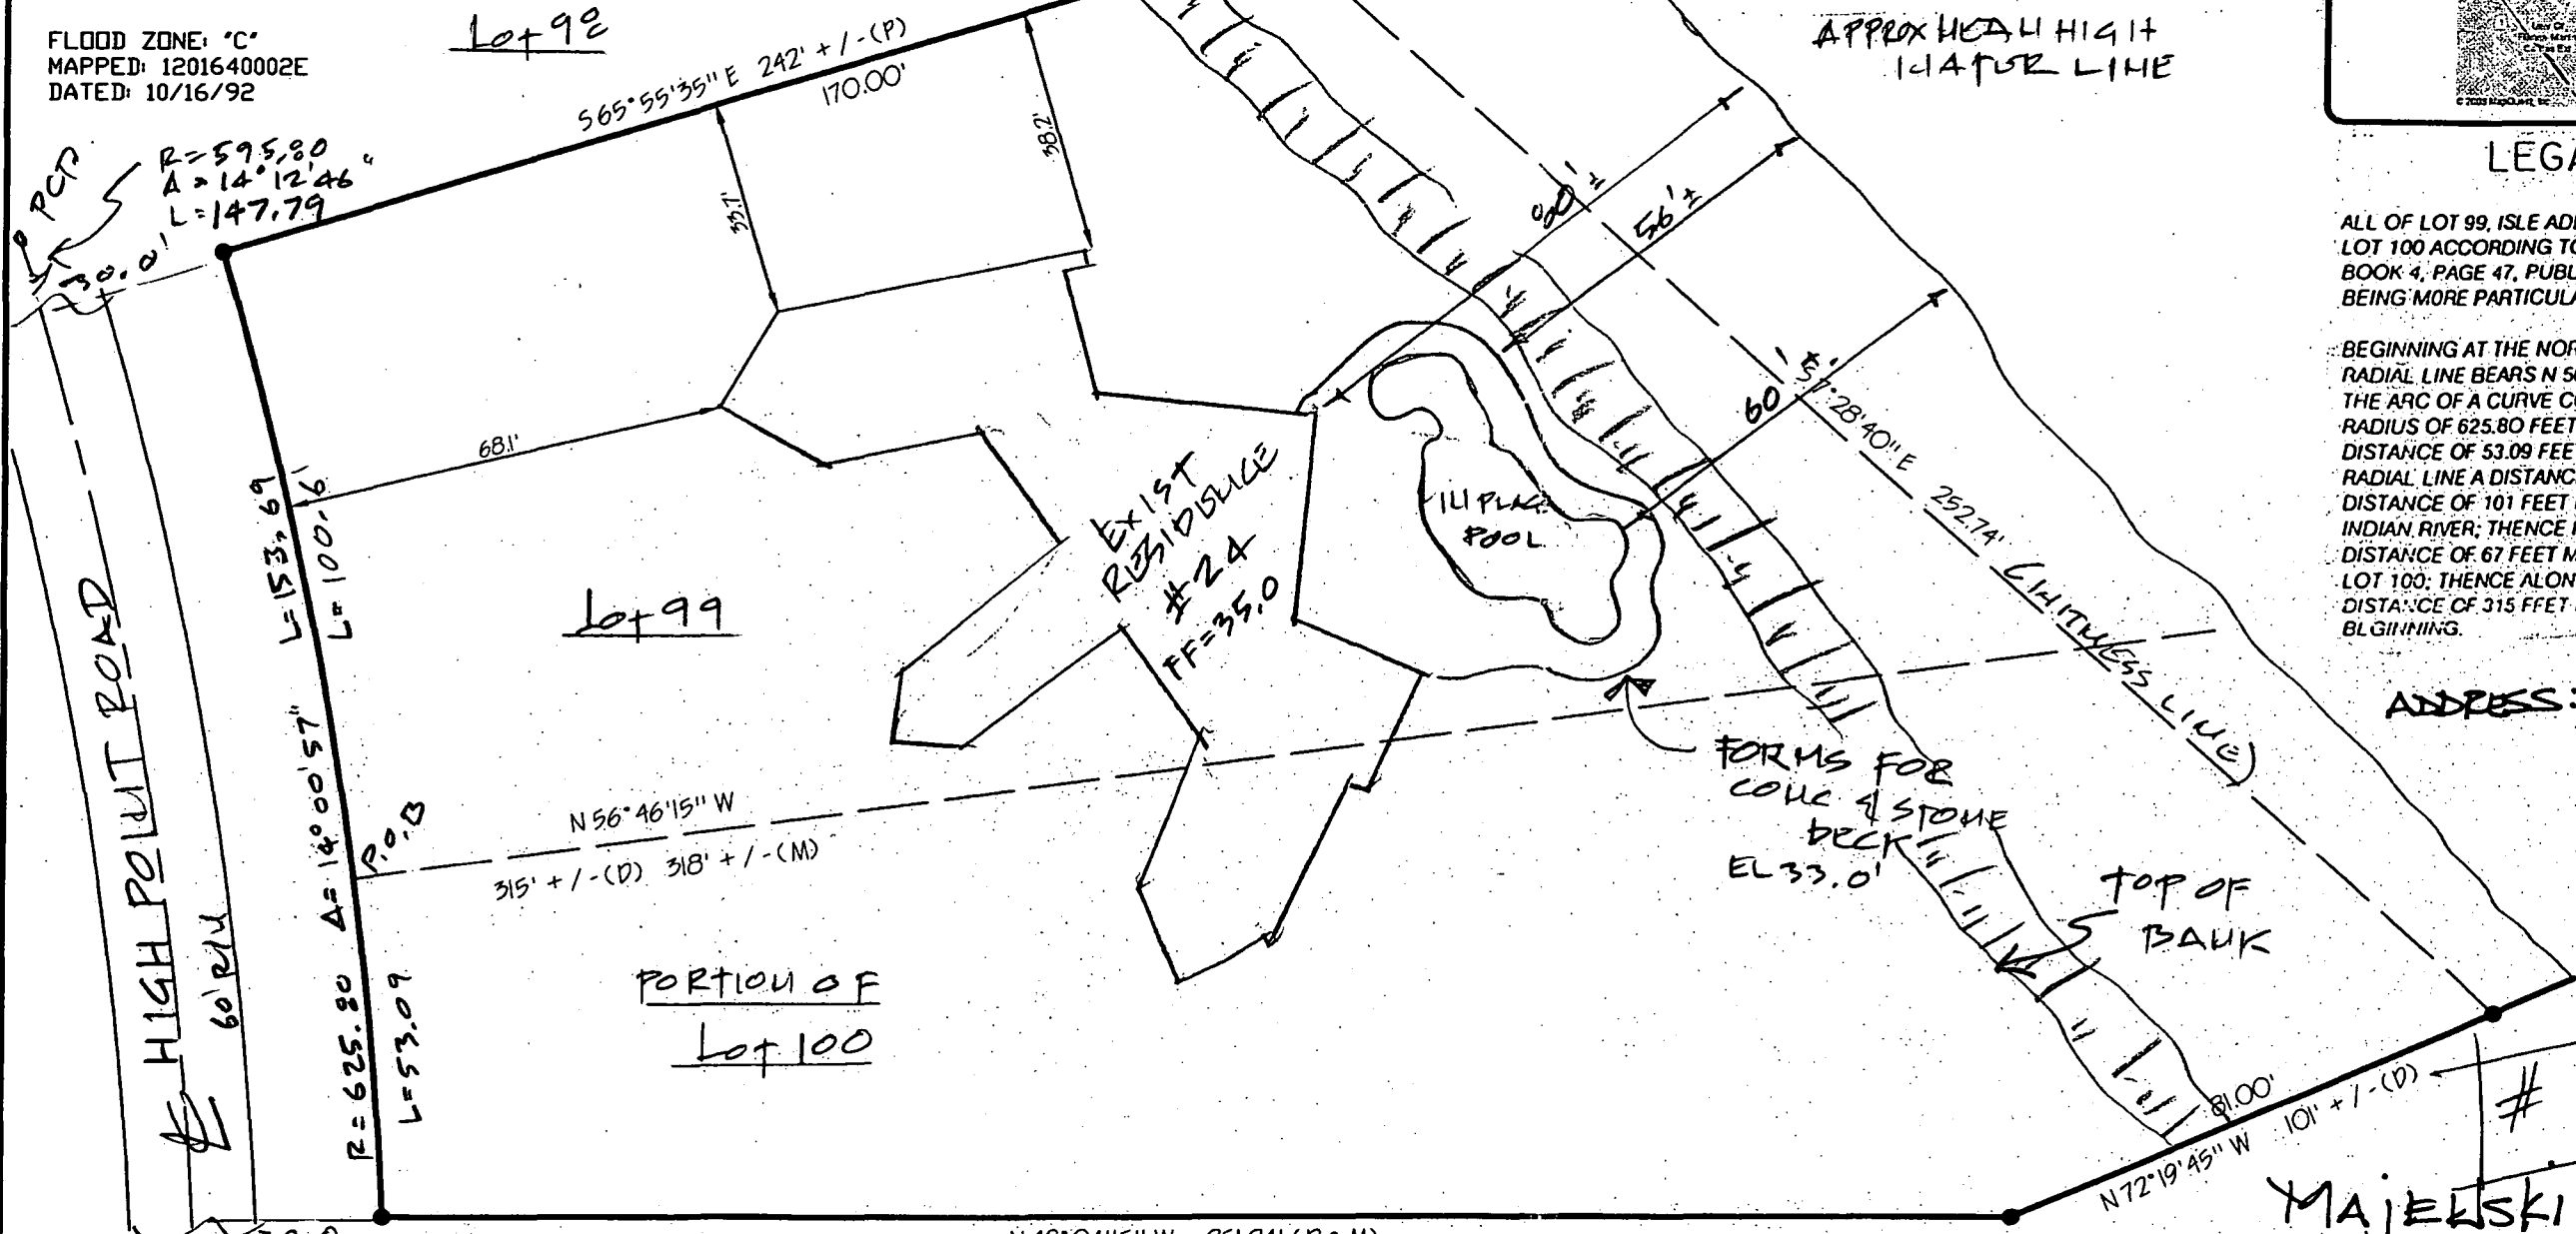 FLOOD ZONE: "C"
MAPPED: 1201640002E
DATED: 10/16/92
Lot 98
S 65°55'35" E 242' +/-(P)
170.00'
APPROX MEAN HIGH
WATER LINE
PCP
R=595.80
Δ=14°12'46"
L=147.79
30.0'
35.7'
38.2'
80'±
56'±
60'±
57°28'40" E
252.74' (WITNESS LINE)
68.1'
L=153.69
L=100.6'
EXIST
RESIDENCE
#24
FF=35.0
IN PLACE
POOL
Lot 99
HIGH POINT ROAD
60' R/W
R=625.80 Δ=14°00'57"
L=53.09
P.O.B
N 56°46'15" W
315' +/-(D) 318' +/-(M)
FORMS FOR
CONC & STONE
DECK
EL 33.0'
TOP OF
BANK
PORTION OF
Lot 100
81.00'
101' +/-(D)
N 72°19'45" W
#
MAJEWSKI
LEGA
ALL OF LOT 99, ISLE AD
LOT 100 ACCORDING TO
BOOK 4, PAGE 47, PUBL
BEING MORE PARTICULA
BEGINNING AT THE NOR
RADIAL LINE BEARS N 5
THE ARC OF A CURVE C
RADIUS OF 625.80 FEET
DISTANCE OF 53.09 FEE
RADIAL LINE A DISTANC
DISTANCE OF 101 FEET
INDIAN RIVER; THENCE
DISTANCE OF 67 FEET M
LOT 100; THENCE ALON
DISTANCE OF 315 FFET
BEGINNING.
ADDRESS: